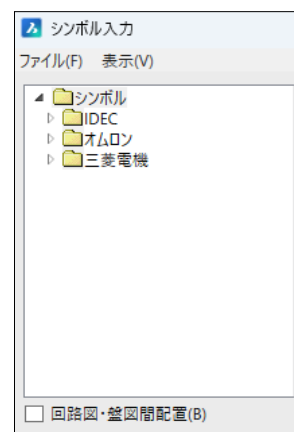 シンボル入力
ファイル(F) 表示(V)
シンボル
IDEC
オムロン
三菱電機
回路図・盤図間配置(B)